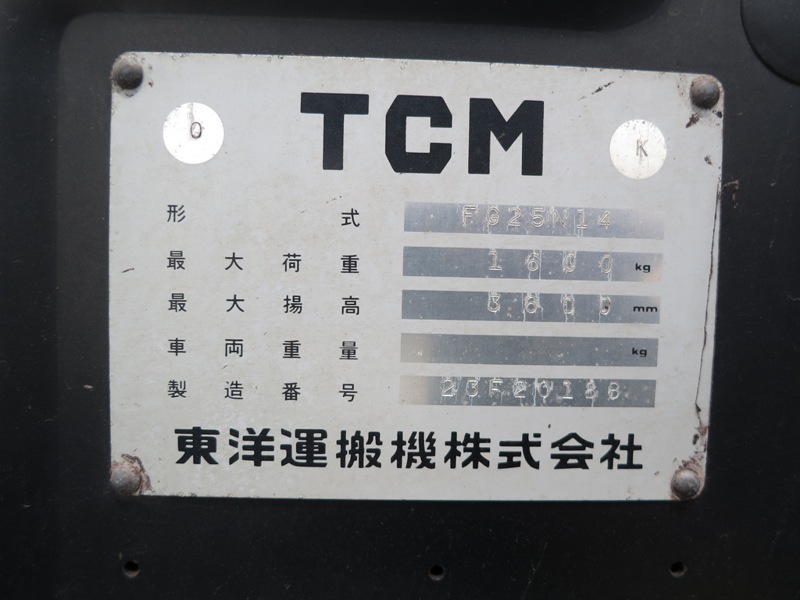 TCM
O K
形式 FG25N14
最大荷重 1600 kg
最大揚高 mm
車両重量 kg
製造番号
東洋運搬機株式会社